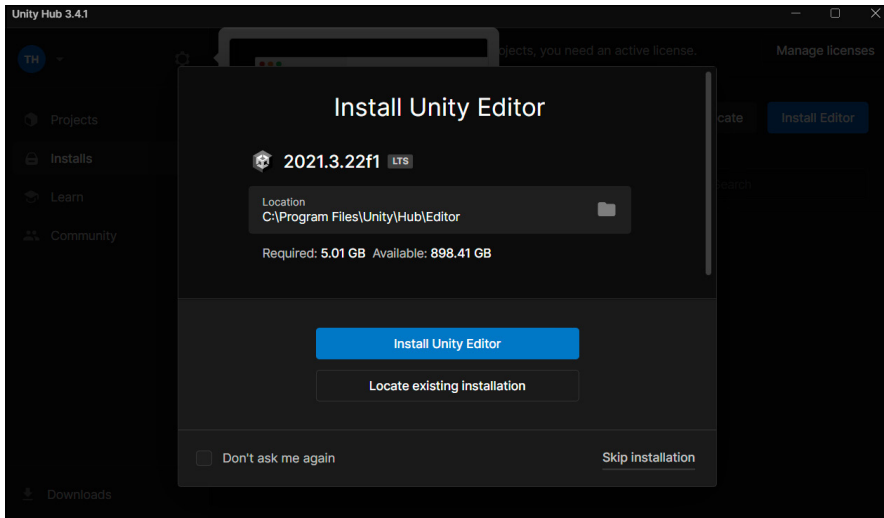 Unity Hub 3.4.1
TH
ojects, you need an active license.
Manage licenses
Projects
cate
Install Editor
Installs
Search
Learn
Community
Downloads
Install Unity Editor
2021.3.22f1 LTS
Location
C:\Program Files\Unity\Hub\Editor
Required: 5.01 GB Available: 898.41 GB
Install Unity Editor
Locate existing installation
Don't ask me again
Skip installation